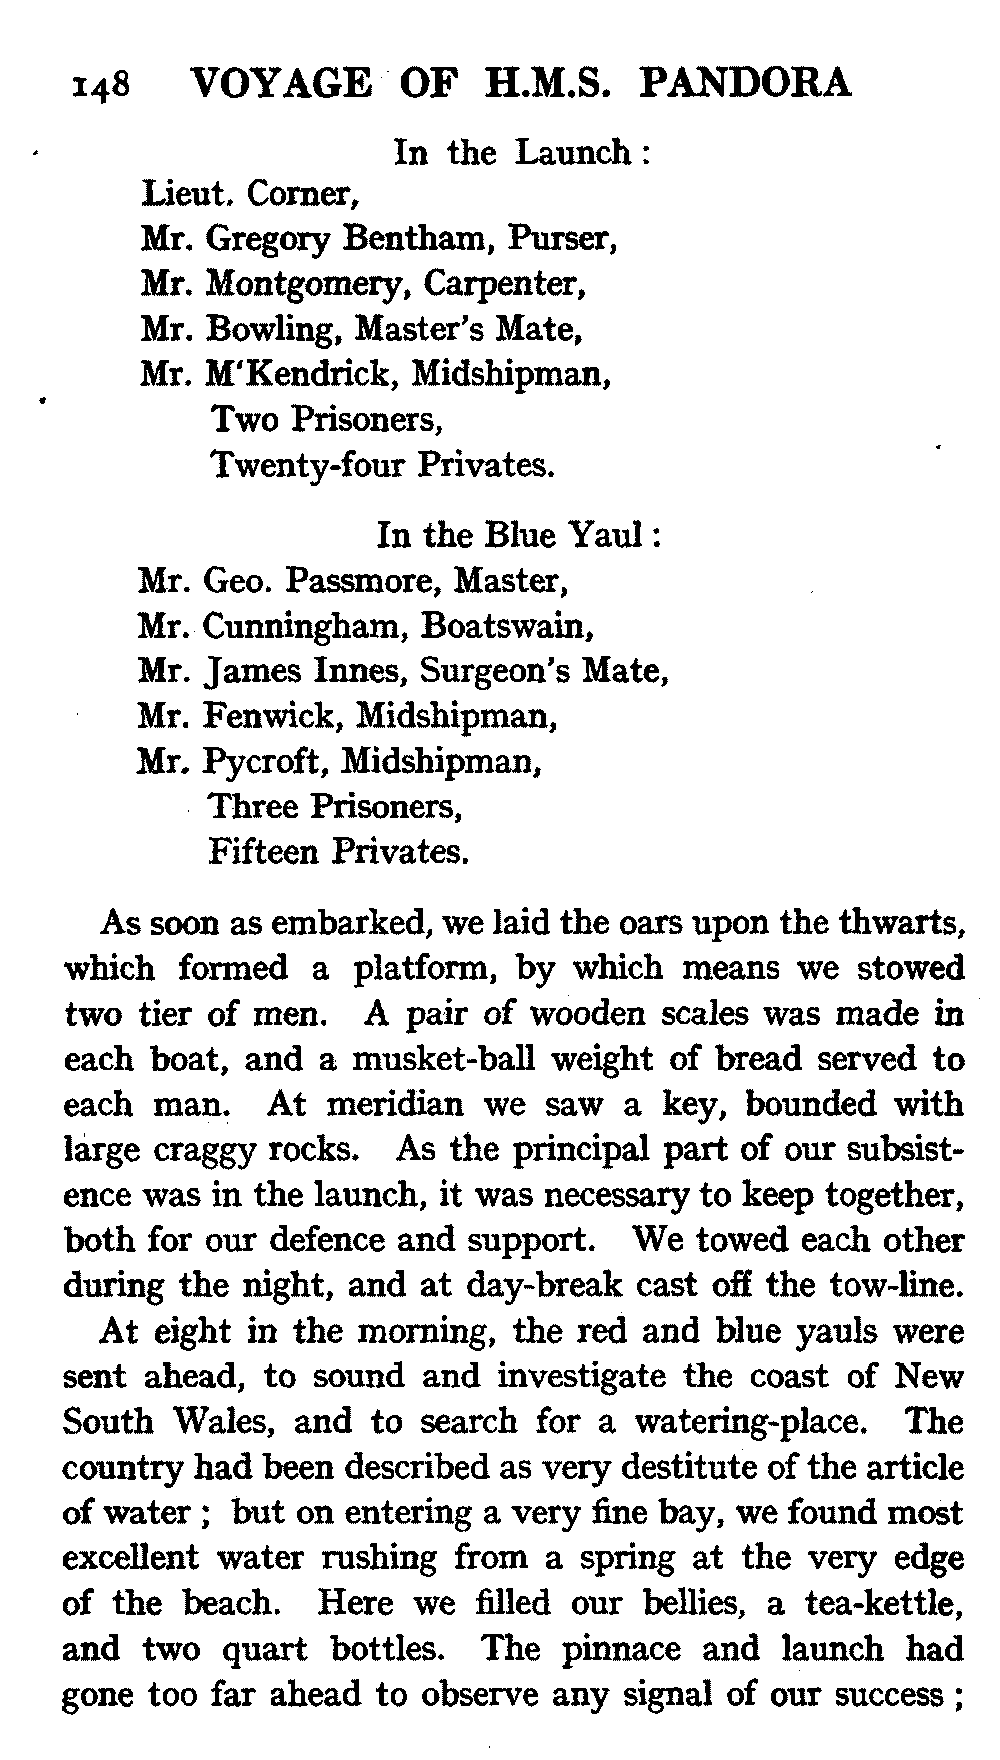 148 VOYAGE OF H.M.S. PANDORA
In the Launch :
Lieut. Corner,
Mr. Gregory Bentham, Purser,
Mr. Montgomery, Carpenter,
Mr. Bowling, Master's Mate,
Mr. M'Kendrick, Midshipman,
Two Prisoners,
Twenty-four Privates.
In the Blue Yaul :
Mr. Geo. Passmore, Master,
Mr. Cunningham, Boatswain,
Mr. James Innes, Surgeon's Mate,
Mr. Fenwick, Midshipman,
Mr. Pycroft, Midshipman,
Three Prisoners,
Fifteen Privates.
As soon as embarked, we laid the oars upon the thwarts,
which formed a platform, by which means we stowed
two tier of men. A pair of wooden scales was made in
each boat, and a musket-ball weight of bread served to
each man. At meridian we saw a key, bounded with
large craggy rocks. As the principal part of our subsist-
ence was in the launch, it was necessary to keep together,
both for our defence and support. We towed each other
during the night, and at day-break cast off the tow-line.
At eight in the morning, the red and blue yauls were
sent ahead, to sound and investigate the coast of New
South Wales, and to search for a watering-place. The
country had been described as very destitute of the article
of water ; but on entering a very fine bay, we found most
excellent water rushing from a spring at the very edge
of the beach. Here we filled our bellies, a tea-kettle,
and two quart bottles. The pinnace and launch had
gone too far ahead to observe any signal of our success ;